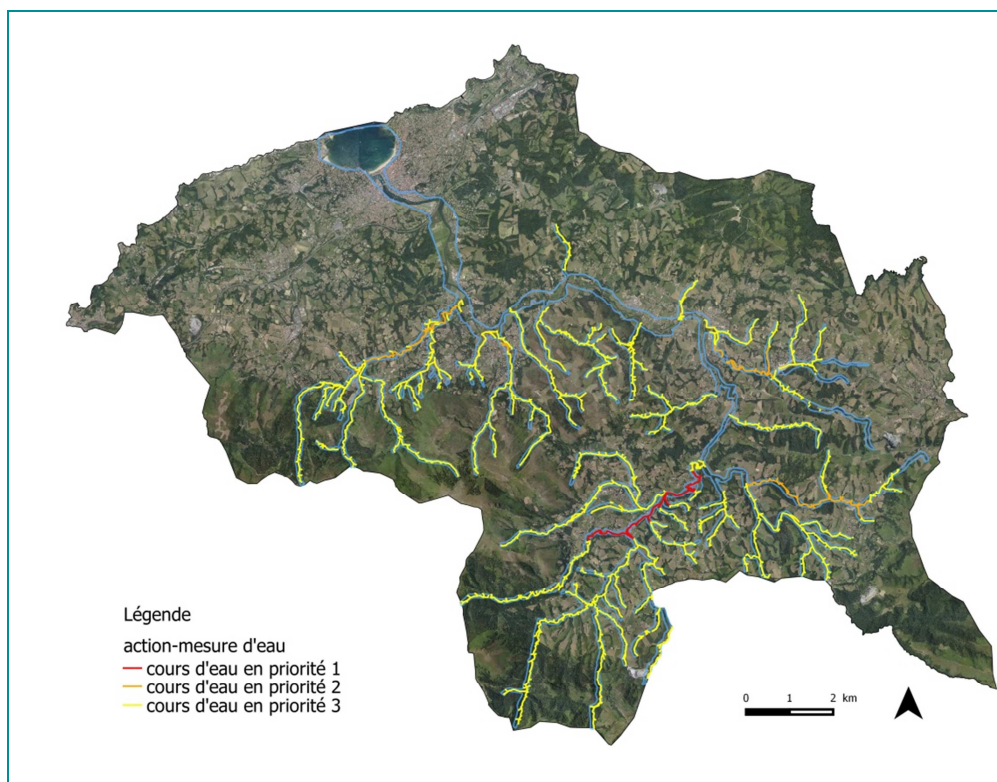 Légende
action-mesure d'eau
cours d'eau en priorité 1
cours d'eau en priorité 2
cours d'eau en priorité 3
0 1 2 km